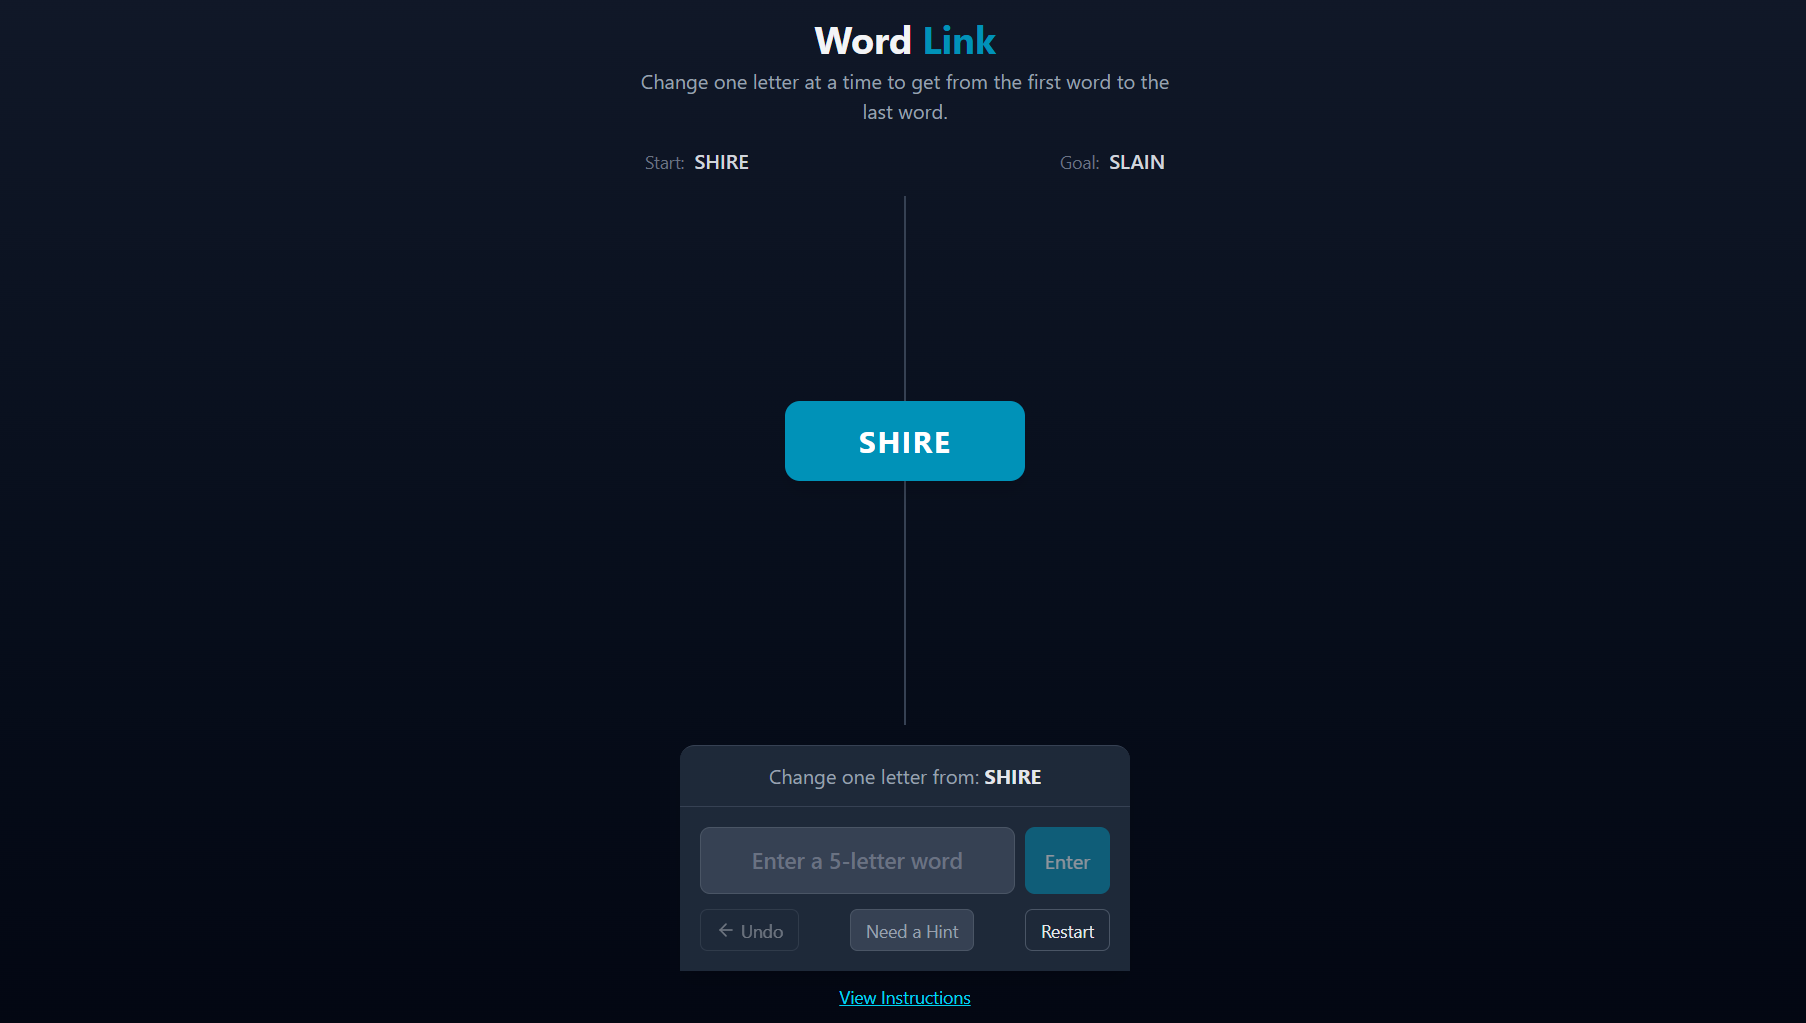 Word Link
Change one letter at a time to get from the first word to the
last word.
Start: SHIRE
Goal: SLAIN
SHIRE
Change one letter from: SHIRE
Enter a 5-letter word
Enter
← Undo
Need a Hint
Restart
View Instructions